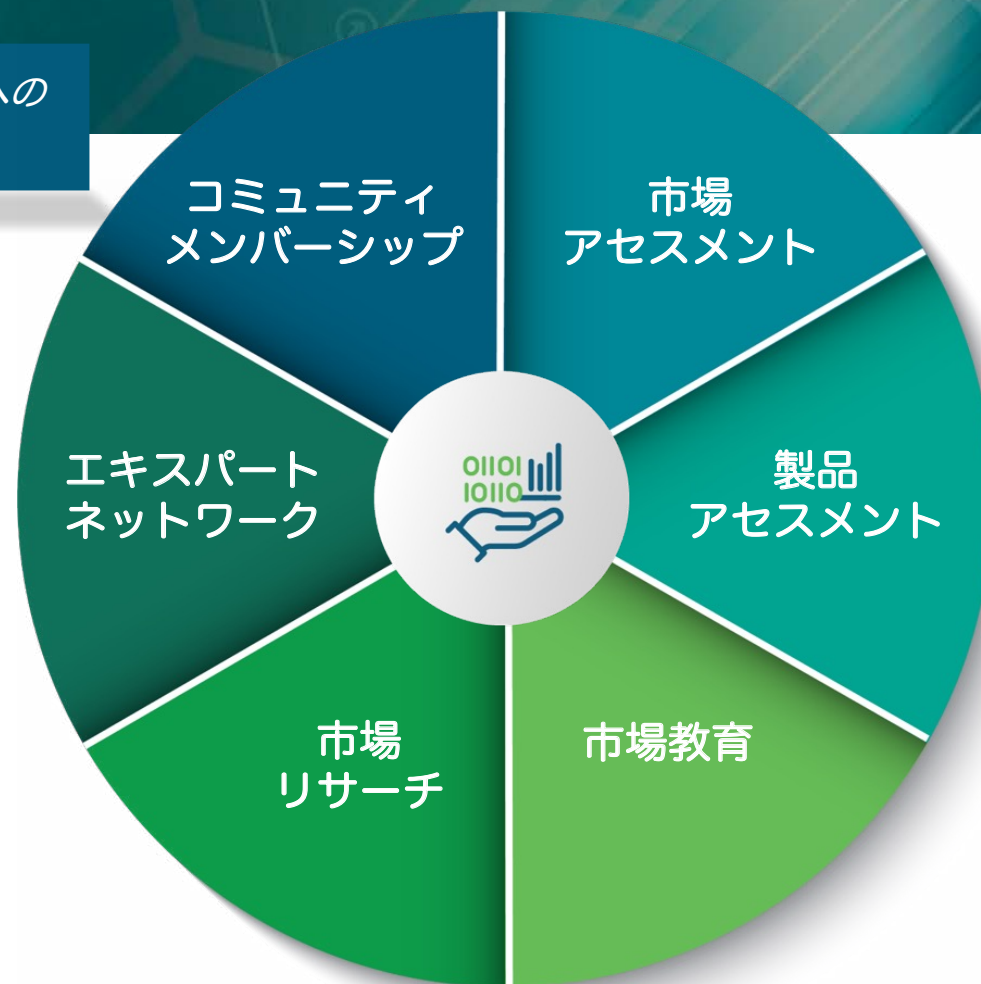 への
コミュニティ
メンバーシップ
市場
アセスメント
エキスパート
ネットワーク
01101
10110
製品
アセスメント
市場
リサーチ
市場教育